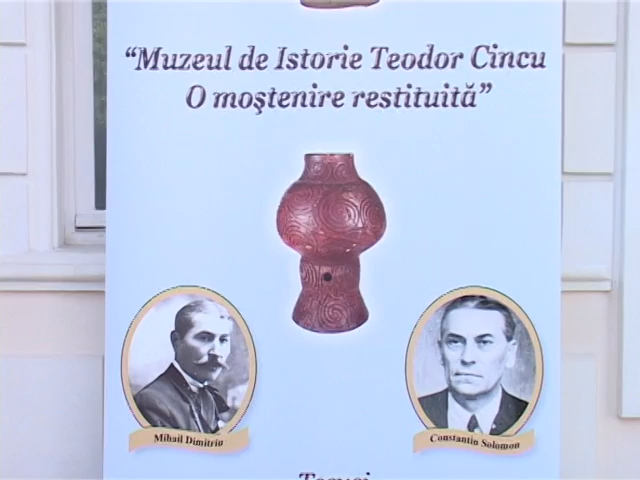 “Muzeul de Istorie Teodor Cincu
O moştenire restituită”
Mihail Dimitriu
Constantin Solomon